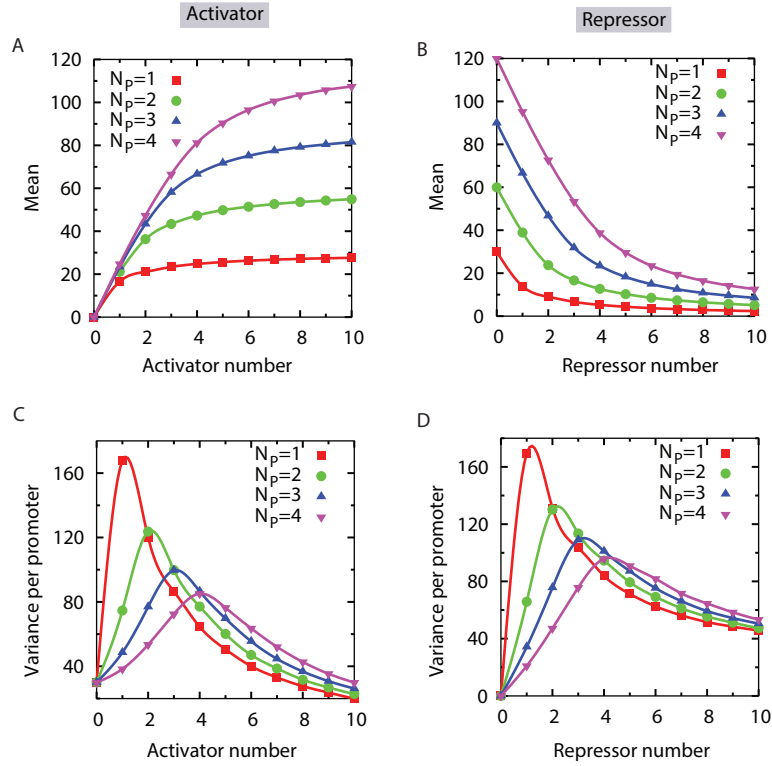 Activator
Repressor
A
Mean
120
100
80
60
40
20
0
N_P=1
N_P=2
N_P=3
N_P=4
0 2 4 6 8 10
Activator number
B
Mean
120
100
80
60
40
20
0
N_P=1
N_P=2
N_P=3
N_P=4
0 2 4 6 8 10
Repressor number
C
Variance per promoter
160
120
80
40
N_P=1
N_P=2
N_P=3
N_P=4
0 2 4 6 8 10
Activator number
D
Variance per promoter
160
120
80
40
0
N_P=1
N_P=2
N_P=3
N_P=4
0 2 4 6 8 10
Repressor number